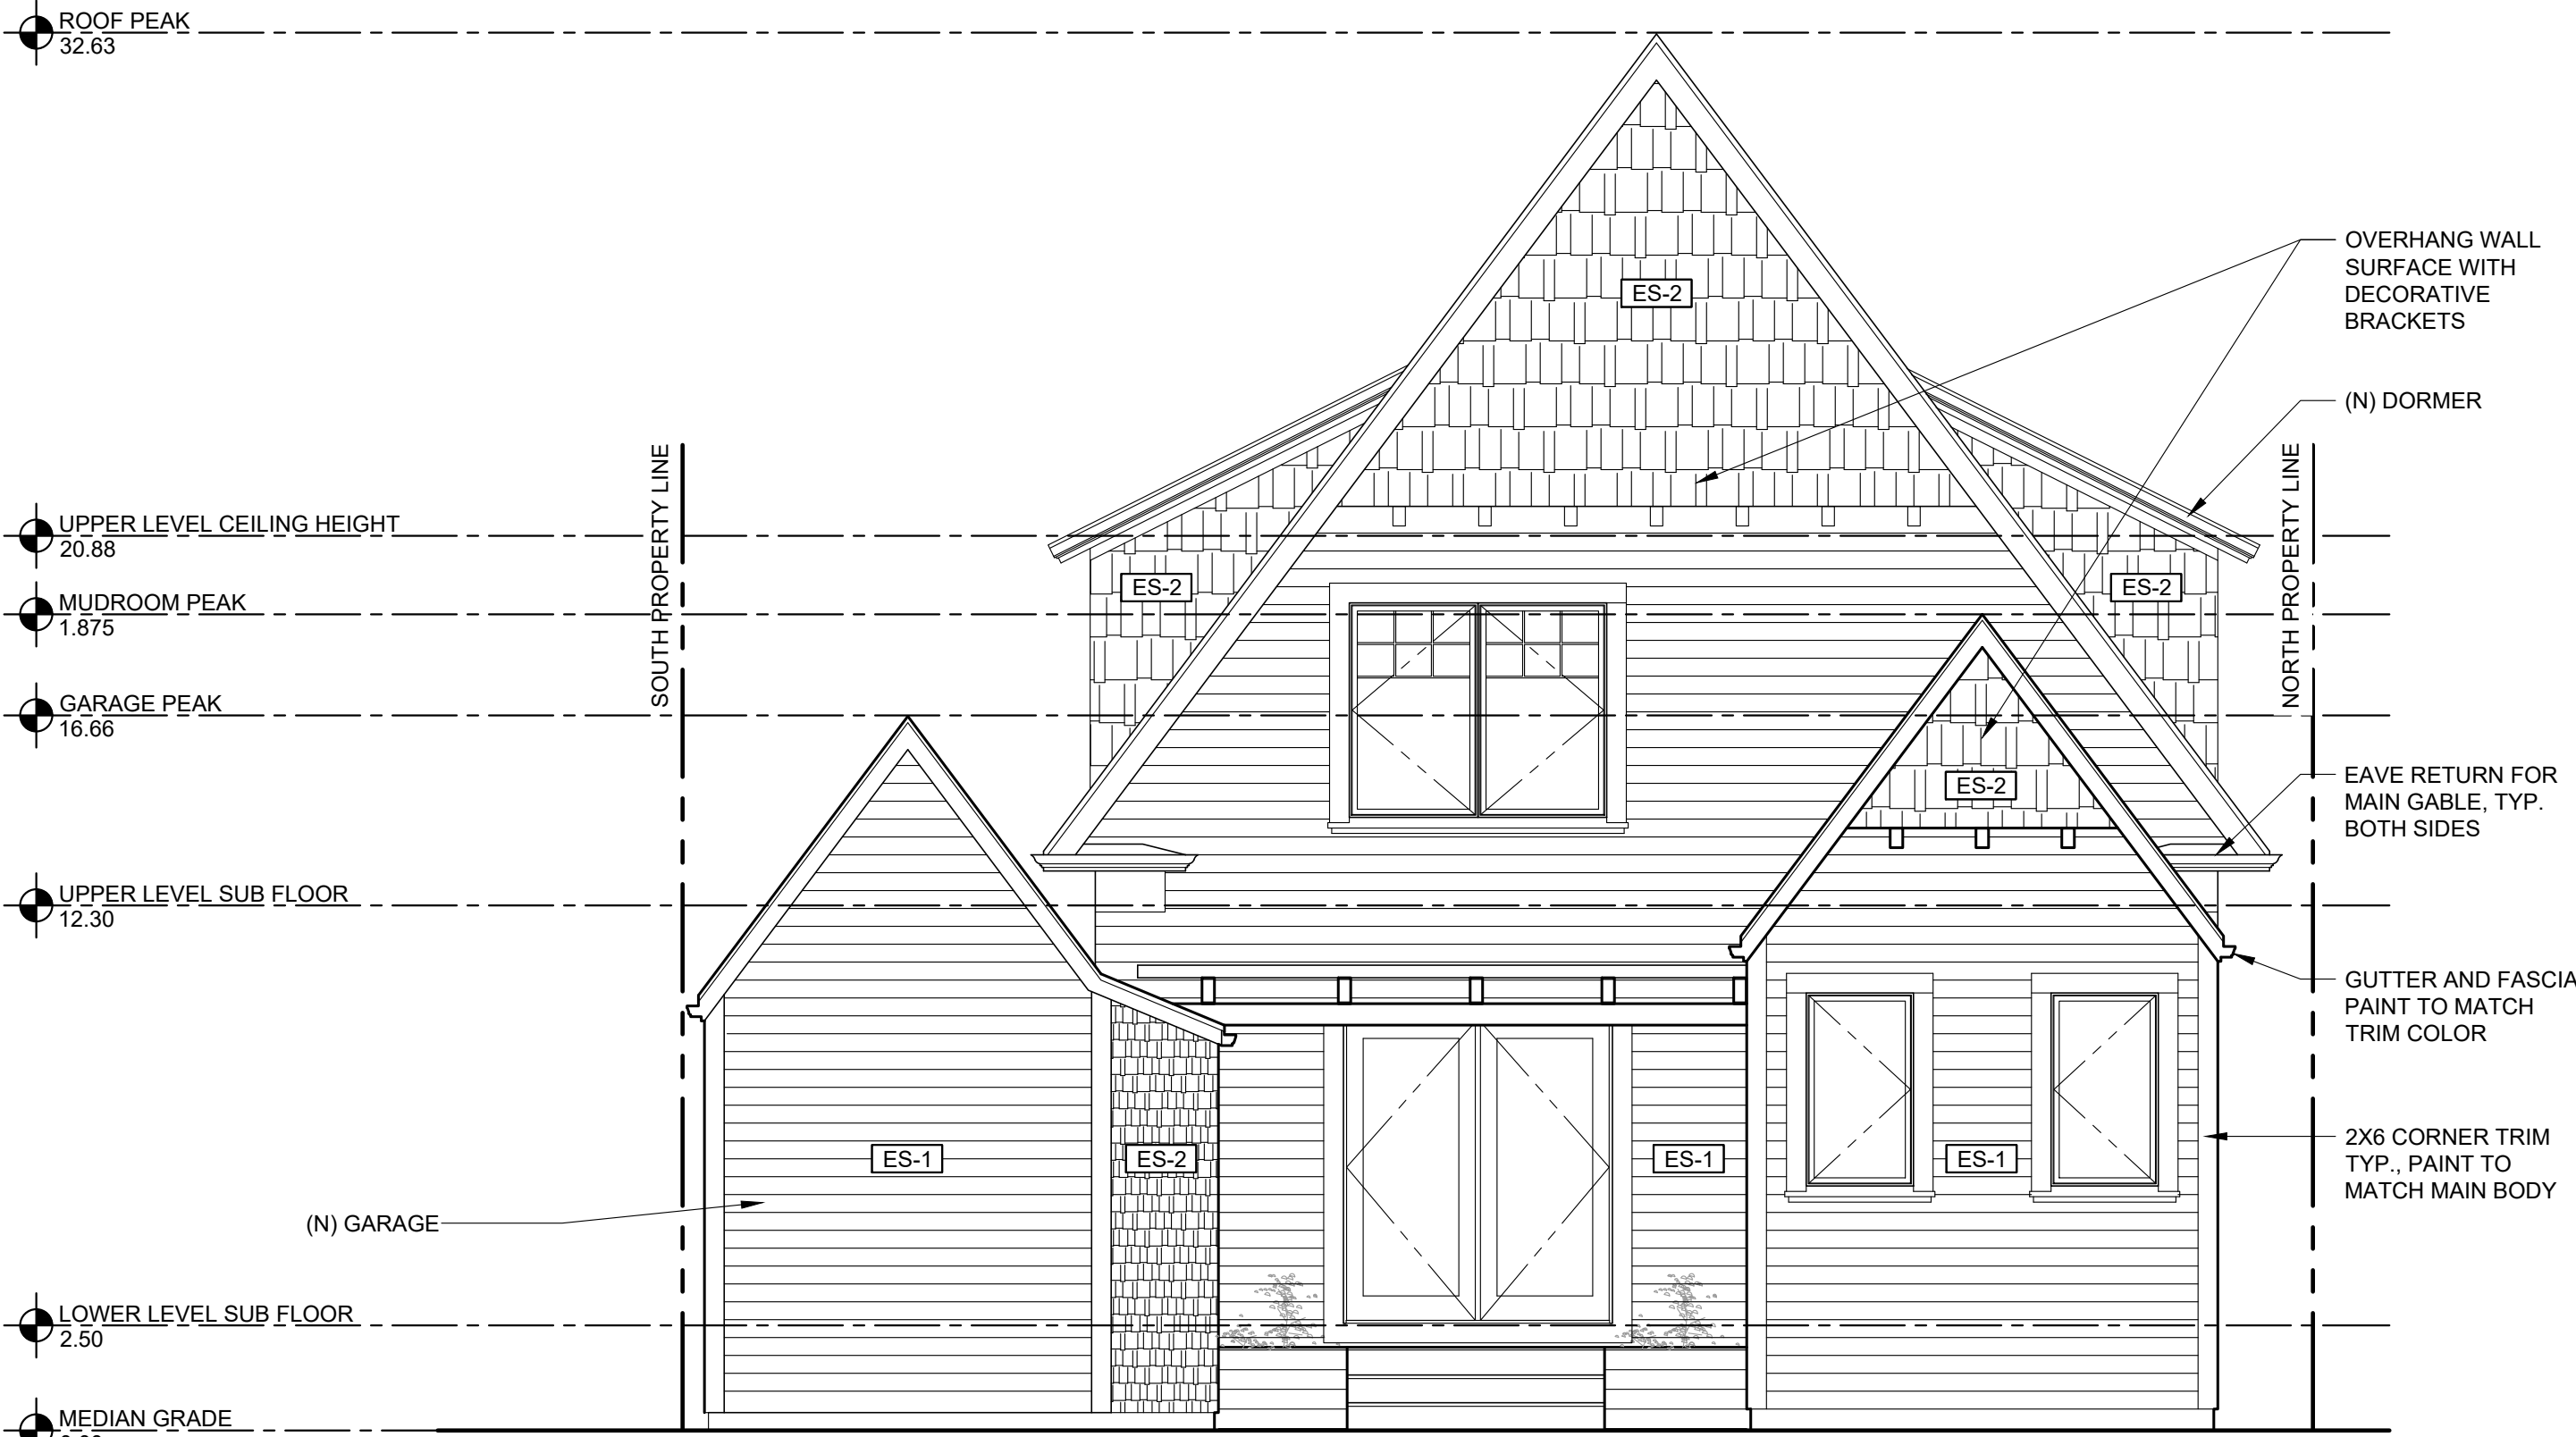 ROOF PEAK
32.63
OVERHANG WALL
SURFACE WITH
DECORATIVE
BRACKETS
ES-2
(N) DORMER
SOUTH PROPERTY LINE
NORTH PROPERTY LINE
UPPER LEVEL CEILING HEIGHT
20.88
ES-2
ES-2
MUDROOM PEAK
1.875
GARAGE PEAK
16.66
ES-2
EAVE RETURN FOR
MAIN GABLE, TYP.
BOTH SIDES
UPPER LEVEL SUB FLOOR
12.30
GUTTER AND FASCIA
PAINT TO MATCH
TRIM COLOR
ES-1
ES-2
ES-1
ES-1
2X6 CORNER TRIM
TYP., PAINT TO
MATCH MAIN BODY
(N) GARAGE
LOWER LEVEL SUB FLOOR
2.50
MEDIAN GRADE